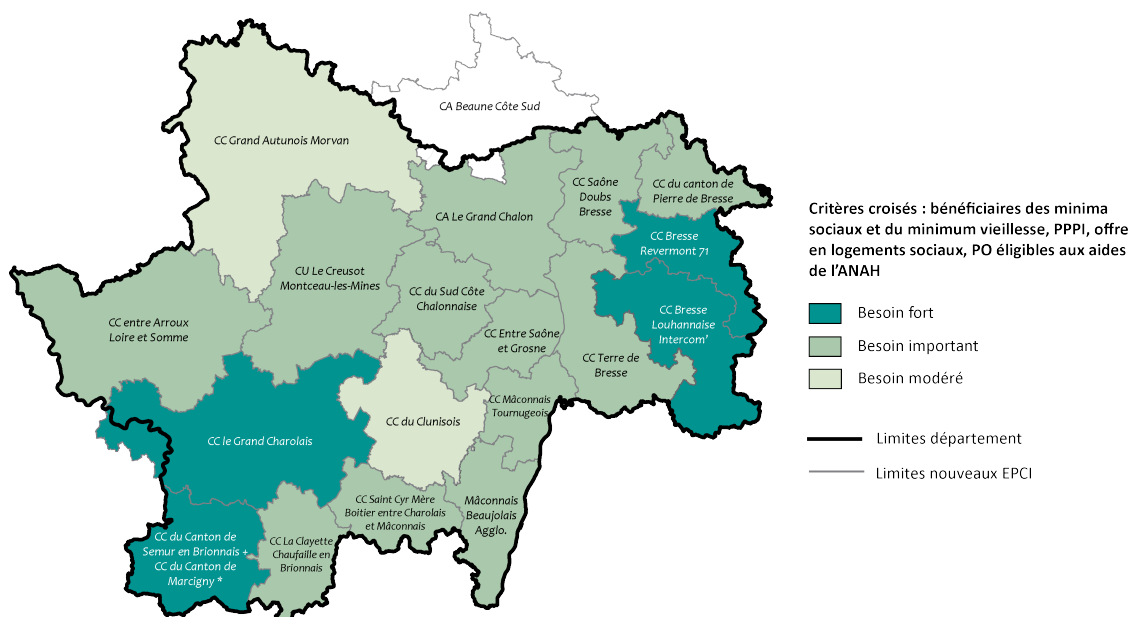 CA Beaune Côte Sud
CC Grand Autunois Morvan
CC Saône
Doubs
Bresse
CC du canton de
Pierre de Bresse
CA Le Grand Chalon
CC Bresse
Revermont 71
CU Le Creusot
Montceau-les-Mines
CC du Sud Côte
Chalonnaise
CC Bresse
Louhannaise
Intercom'
CC entre Arroux
Loire et Somme
CC Entre Saône
et Grosne
CC Terre de
Bresse
CC Mâconnais
Tournugeois
CC du Clunisois
CC le Grand Charolais
CC Saint Cyr Mère
Boitier entre Charolais
et Mâconnais
Mâconnais
Beaujolais
Agglo.
CC du Canton de
Semur en Brionnais +
CC du Canton de
Marcigny *
CC La Clayette
Chaufaille en
Brionnais
Critères croisés : bénéficiaires des minima
sociaux et du minimum vieillesse, PPPI, offre
en logements sociaux, PO éligibles aux aides
de l'ANAH
Besoin fort
Besoin important
Besoin modéré
Limites département
Limites nouveaux EPCI